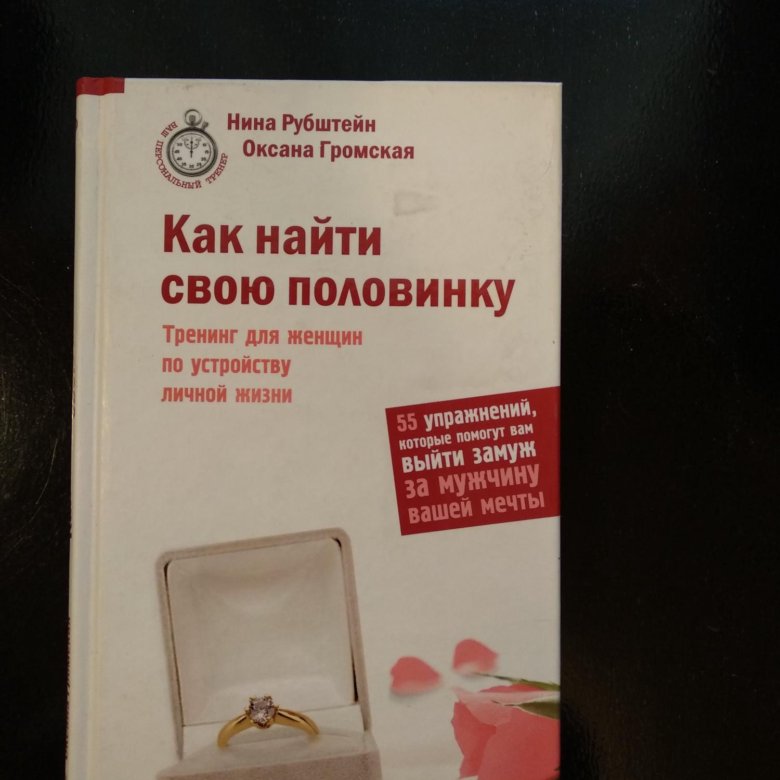 Нина Рубштейн
Оксана Громская
ВАШ ПЕРСОНАЛЬНЫЙ ТРЕНЕР
Как найти
свою половинку
Тренинг для женщин
по устройству
личной жизни
55 упражнений,
которые помогут вам
выйти замуж
за мужчину
вашей мечты